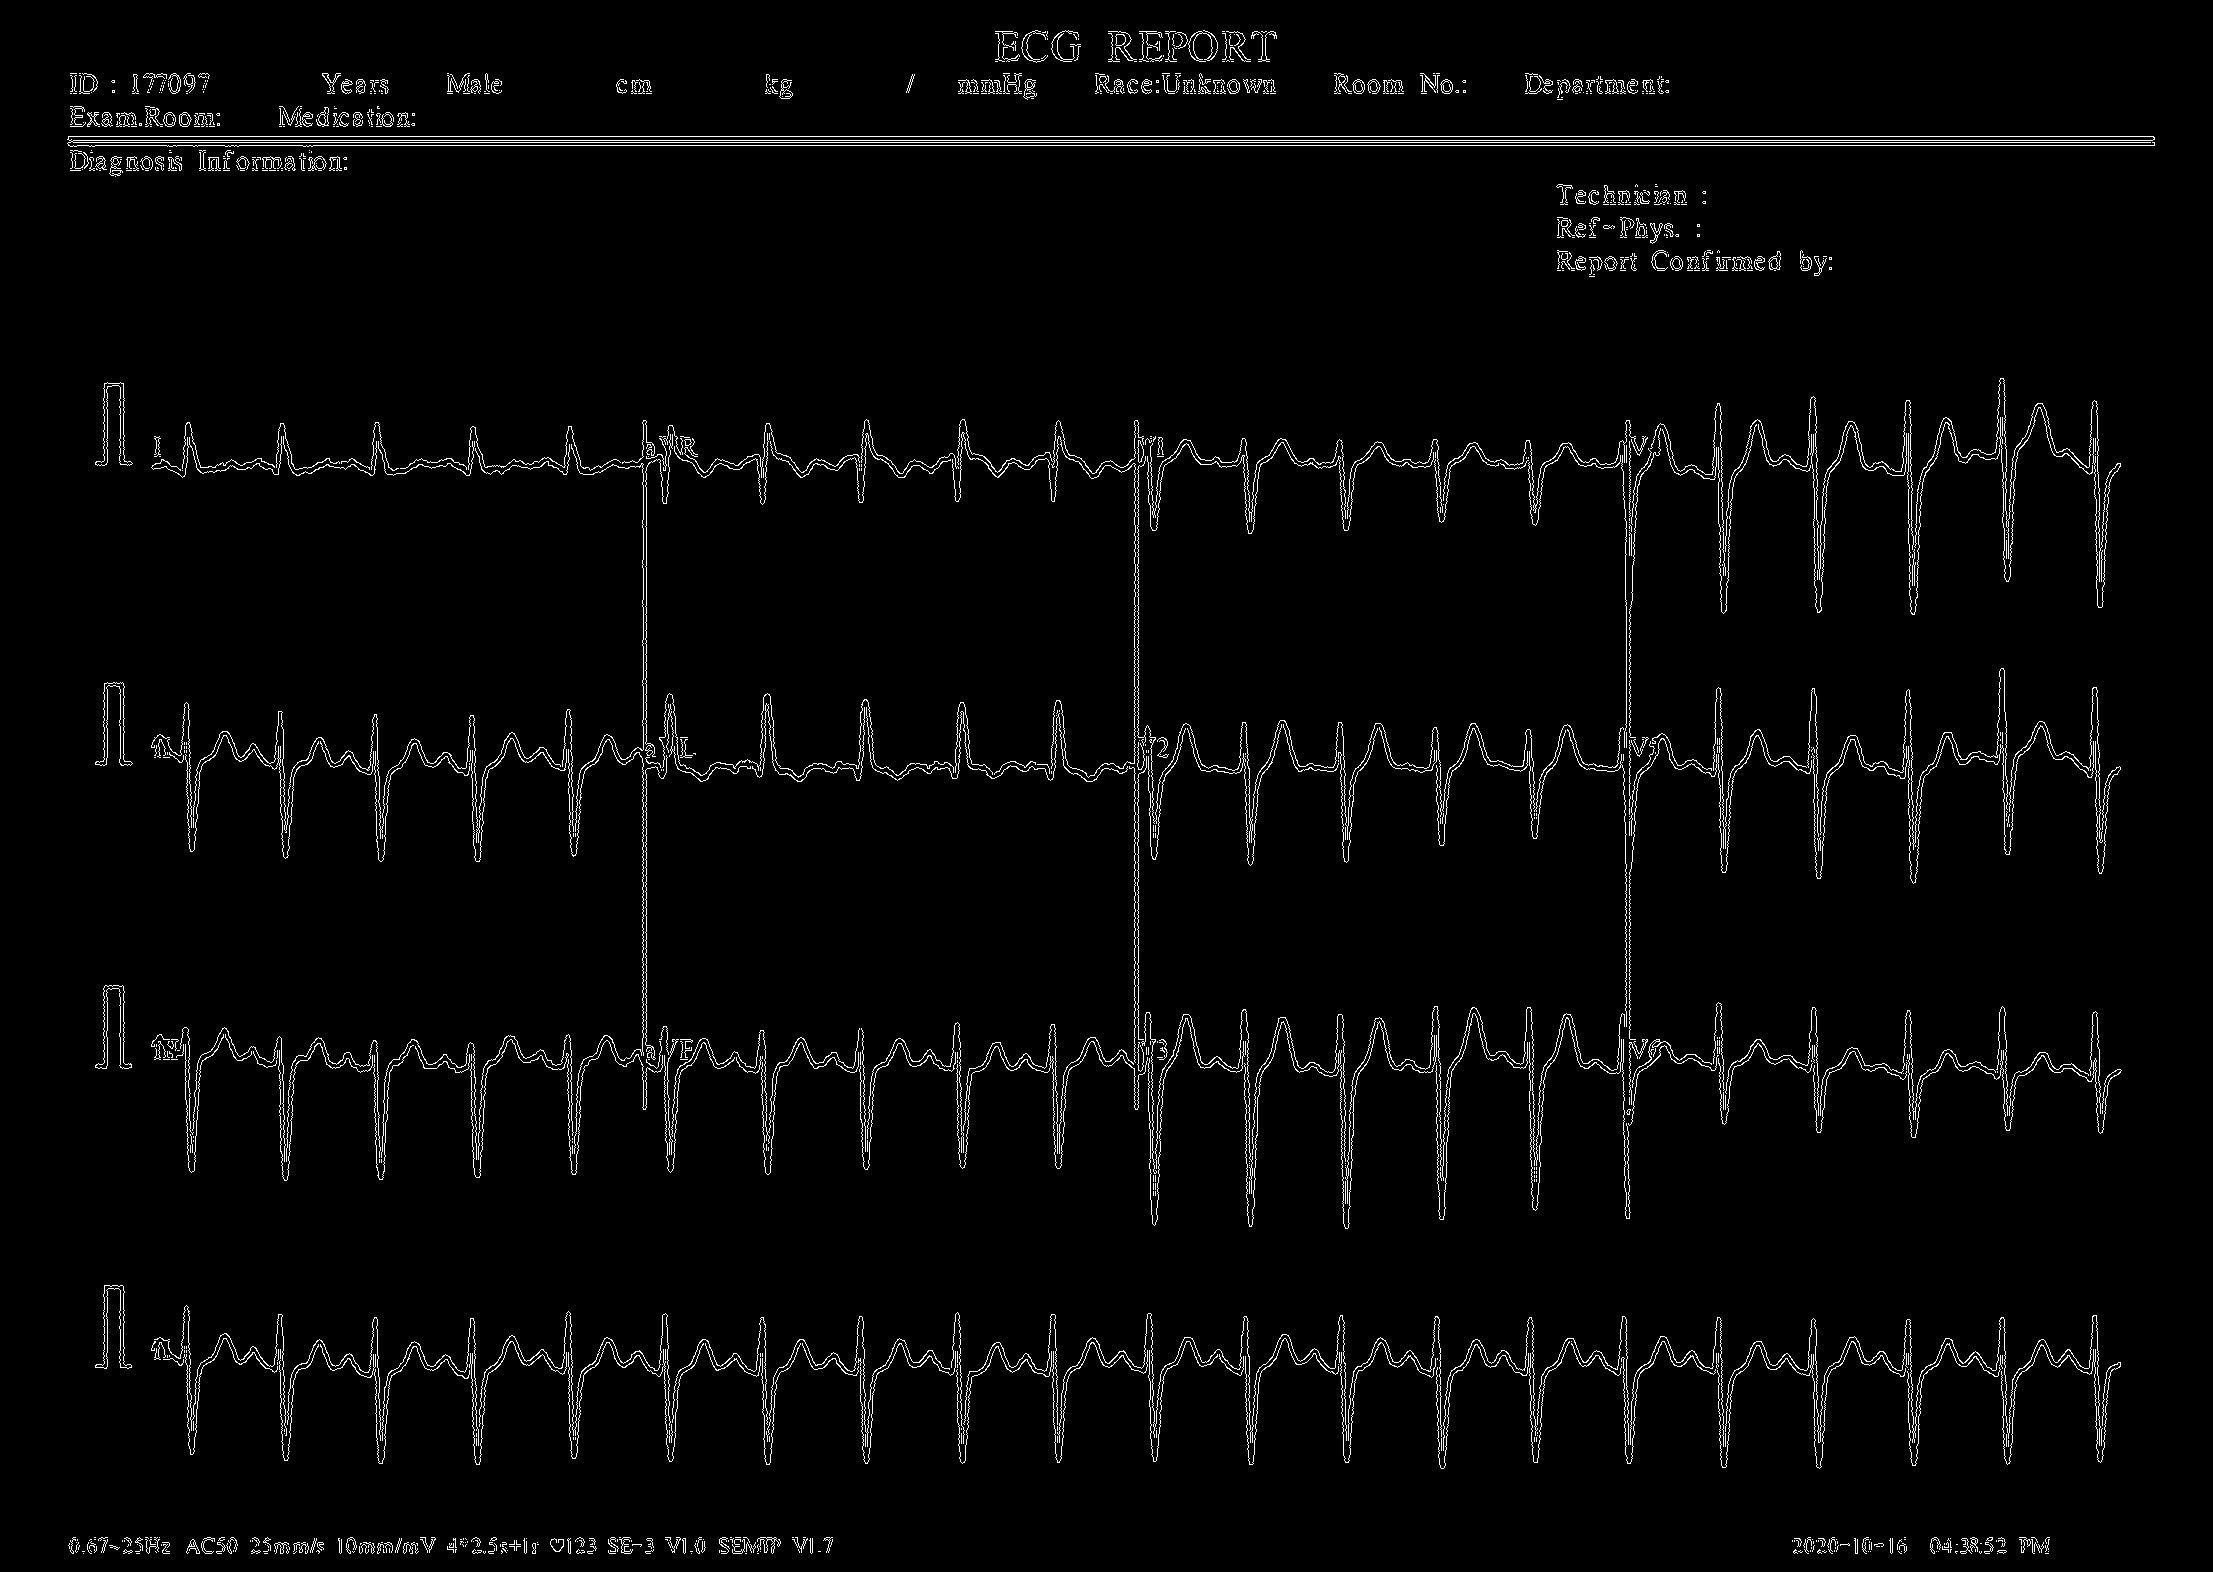 ECG REPORT
ID : 177097 Years Male cm kg / mmHg Race:Unknown Room No.: Department:
Exam.Room: Medication:
Diagnosis Information:
Technician :
Ref-Phys. :
Report Confirmed by:
I aVR V1 V4
II aVL V2 V5
III aVF V3 V6
II
0.67~25Hz AC50 25mm/s 10mm/mV 4*2.5s+1r ♡123 SE-3 V1.0 SEMIP V1.7
2020-10-16 04:38:52 PM